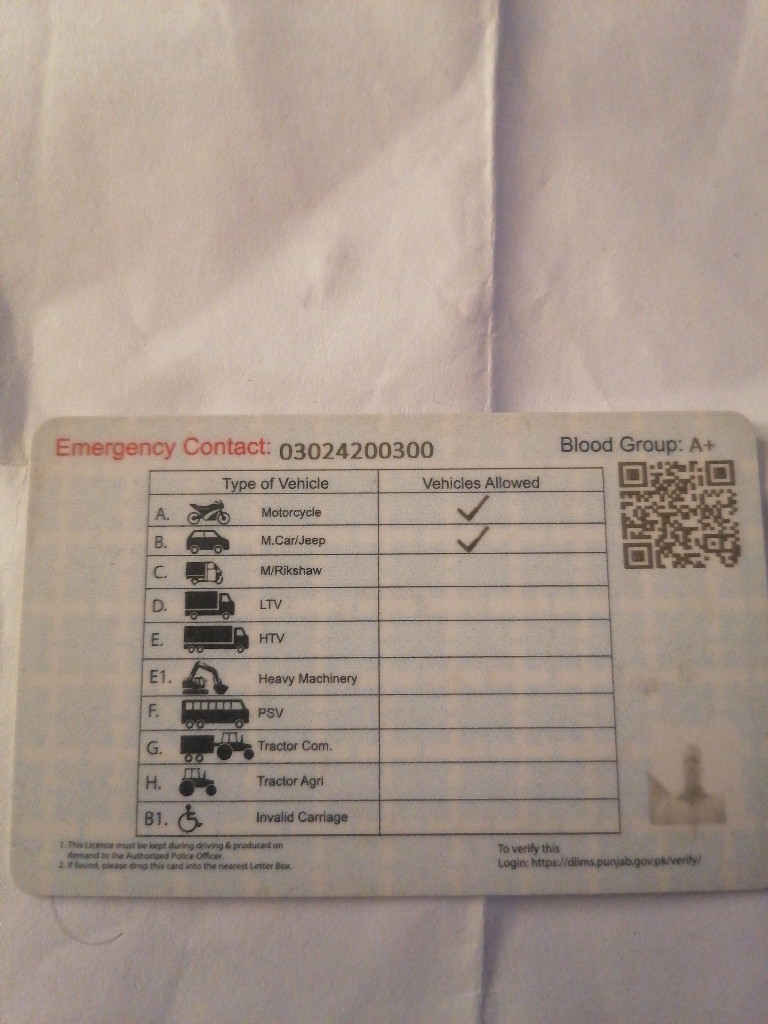 Emergency Contact: 03024200300
Blood Group: A+
Type of Vehicle Vehicles Allowed
A. Motorcycle ✓
B. M.Car/Jeep ✓
C. M/Rikshaw
D. LTV
E. HTV
E1. Heavy Machinery
F. PSV
G. Tractor Com.
H. Tractor Agri
B1. Invalid Carriage
1. This Licence must be kept during driving & produced on
demand to the Authorized Police Officer.
2. If found, please drop this card into the nearest Letter Box.
To verify this
Login: https://dlims.punjab.gov.pk/verify/